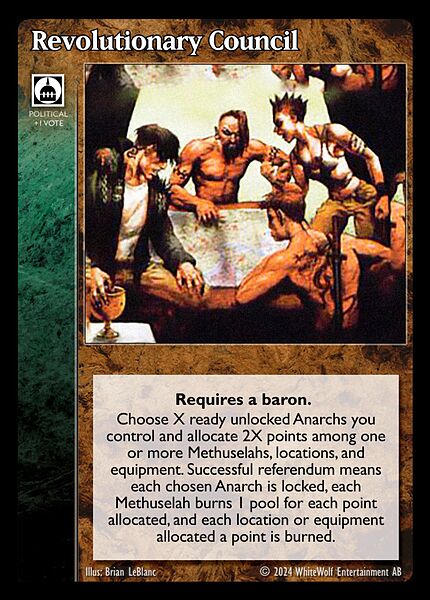 Revolutionary Council
POLITICAL
+1 VOTE
Requires a baron.
Choose X ready unlocked Anarchs you
control and allocate 2X points among one
or more Methuselahs, locations, and
equipment. Successful referendum means
each chosen Anarch is locked, each
Methuselah burns 1 pool for each point
allocated, and each location or equipment
allocated a point is burned.
Illus: Brian LeBlanc © 2024 WhiteWolf Entertainment AB